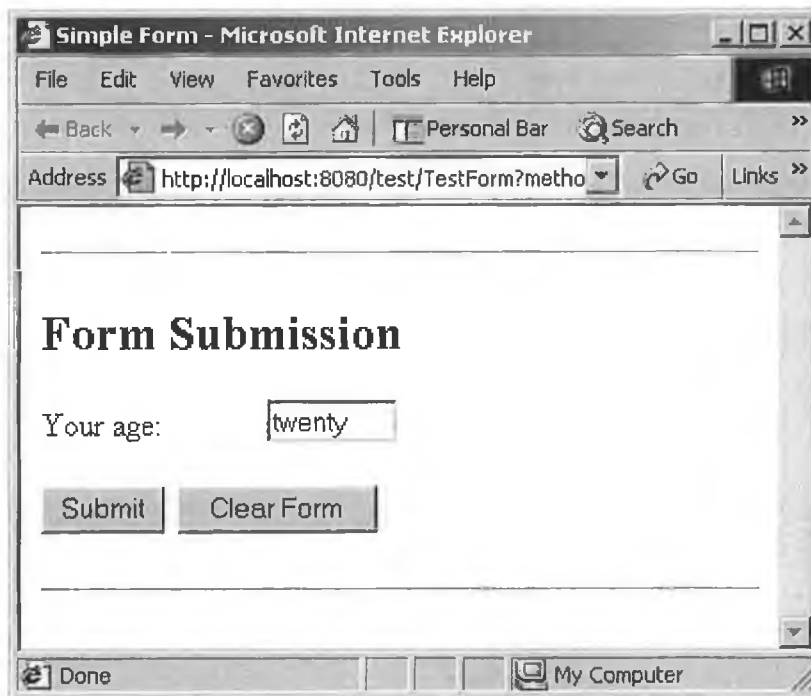 Simple Form - Microsoft Internet Explorer
File Edit View Favorites Tools Help
Back Personal Bar Search »
Address http://localhost:8080/test/TestForm?metho Go Links »
Form Submission
Your age: twenty
Submit Clear Form
Done My Computer